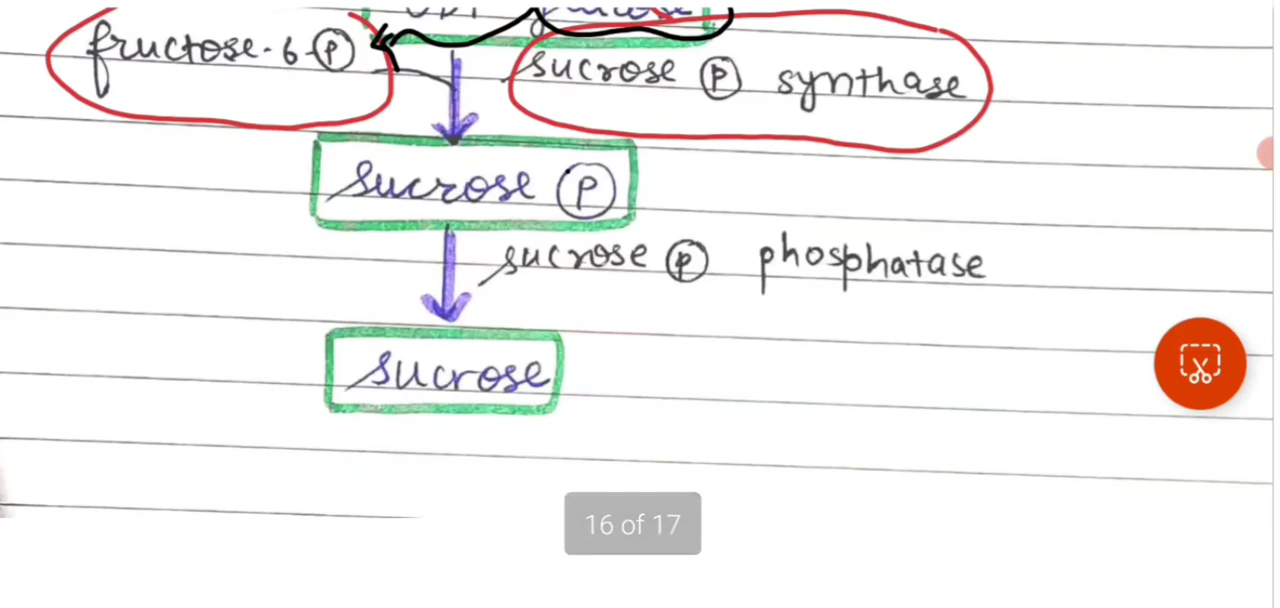 fructose-6-Ⓟ
sucrose Ⓟ synthase
sucrose Ⓟ
sucrose Ⓟ phosphatase
sucrose
16 of 17